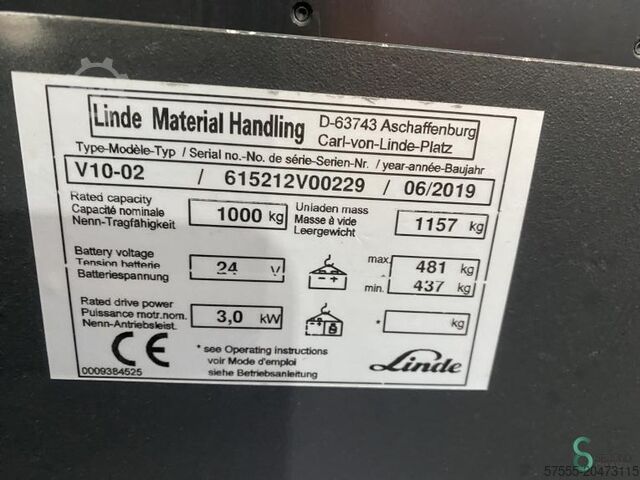 Linde Material Handling
D-63743 Aschaffenburg
Carl-von-Linde-Platz
Type-Modèle-Typ / Serial no.-No. de série-Serien-Nr. / year-année-Baujahr
V10-02 / 615212V00229 / 06/2019
Rated capacity
Capacité nominale
Nenn-Tragfähigkeit
1000 kg
Unladen mass
Masse à vide
Leergewicht
1157 kg
Battery voltage
Tension batterie
Batteriespannung
24 V
- +
max. 481 kg
min. 437 kg
Rated drive power
Puissance motr.nom.
Nenn-Antriebsleist.
3,0 kW
- +
* kg
CE
0009384525
* see Operating instructions
voir Mode d'emploi
siehe Betriebsanleitung
Linde
57555-20473115